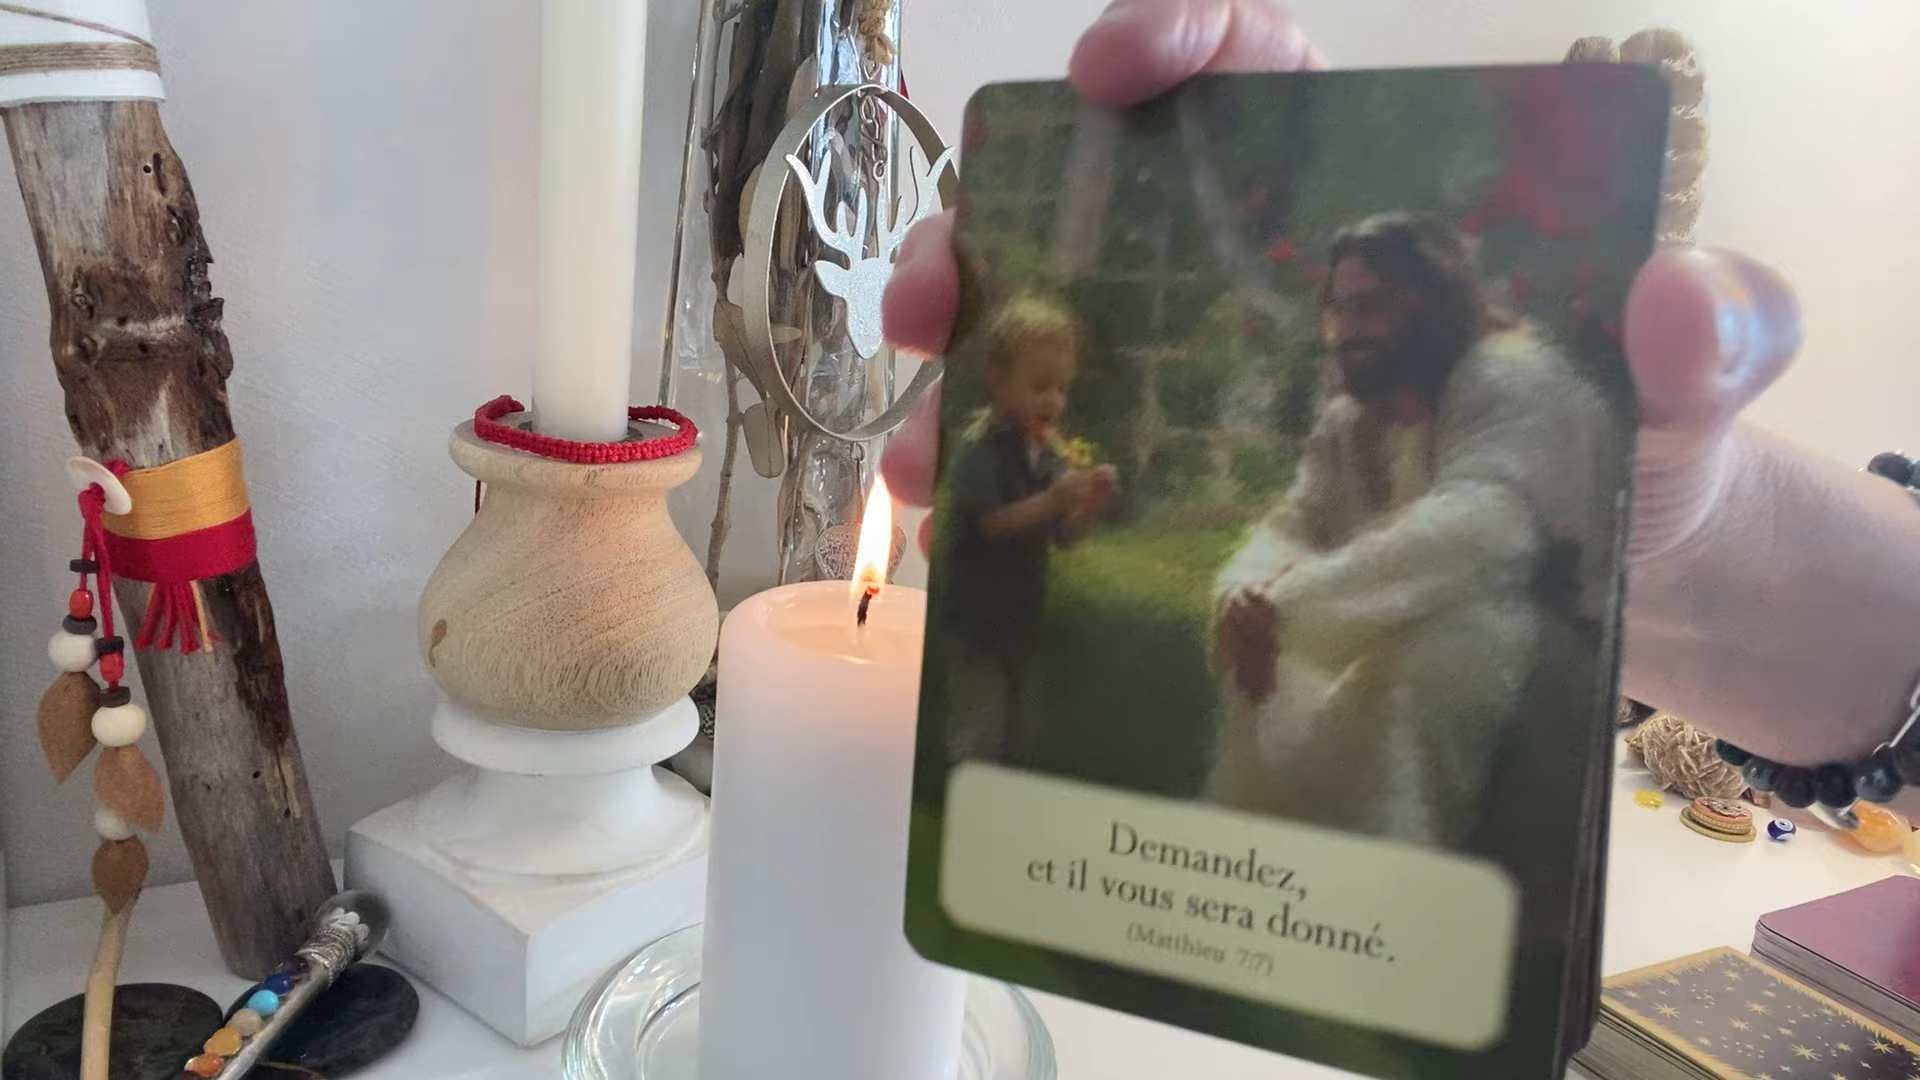 Demandez,
et il vous sera donné.
(Matthieu 7:7)